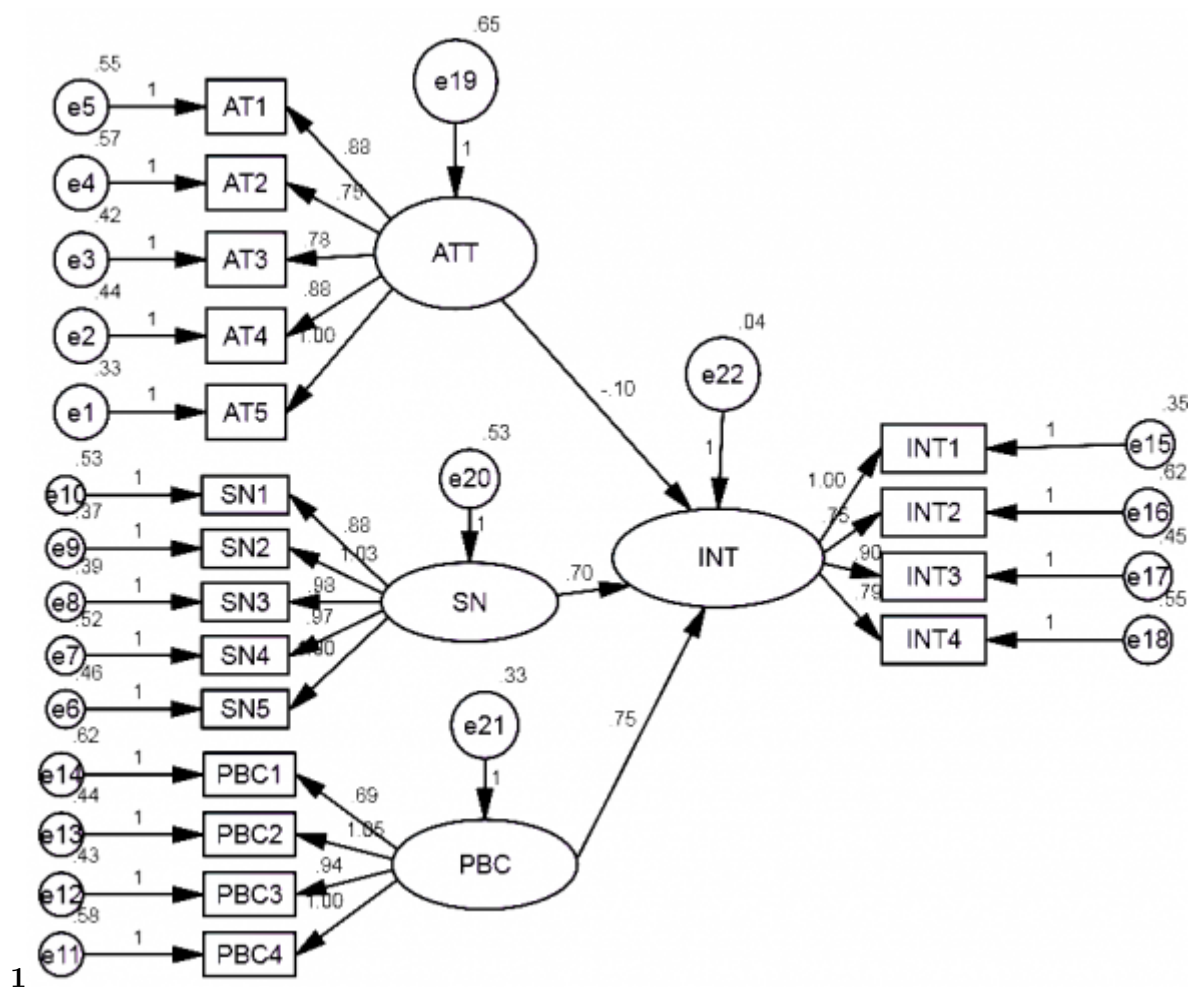 .65
.55
e19
e5 1 AT1
.57
.88
1
e4 1 AT2
.75
.42
e3 1 AT3
.78
ATT
.44
.88
e2 1 AT4
1.00
.04
.33
e22
e1 1 AT5
-.10
.35
.53
.53
1
INT1 1 e15
e10 1 SN1
e20
1.00
.62
.37
.88
1
.75
INT2 1 e16
e9 1 SN2
1.03
INT
.45
.39
.90
INT3 1 e17
e8 1 SN3
.98
SN
.70
.79
.55
.52
.97
INT4 1 e18
e7 1 SN4
.46
.33
e6 1 SN5
e21
.75
.62
1
e14 1 PBC1
.69
.44
e13 1 PBC2
1.05
.43
PBC
.94
e12 1 PBC3
1.00
.58
e11 1 PBC4
1